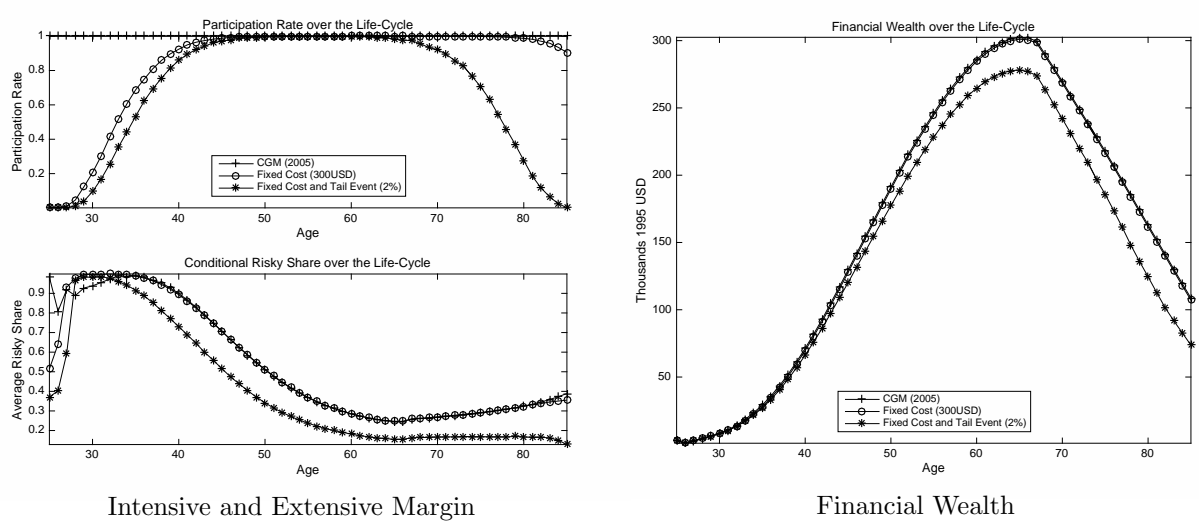 Participation Rate over the Life-Cycle
1
0.8
0.6
0.4
0.2
Participation Rate
CGM (2005)
Fixed Cost (300USD)
Fixed Cost and Tail Event (2%)
30 40 50 60 70 80
Age
Conditional Risky Share over the Life-Cycle
0.9
0.8
0.7
0.6
0.5
0.4
0.3
0.2
Average Risky Share
30 40 50 60 70 80
Age
Intensive and Extensive Margin
Financial Wealth over the Life-Cycle
300
250
200
150
100
50
Thousands 1995 USD
CGM (2005)
Fixed Cost (300USD)
Fixed Cost and Tail Event (2%)
30 40 50 60 70 80
Age
Financial Wealth